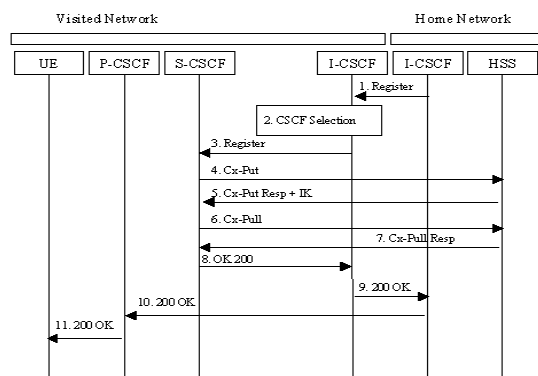 Visited Network
Home Network
UE
P-CSCF
S-CSCF
I-CSCF
I-CSCF
HSS
1. Register
2. CSCF Selection
3. Register
4. Cx-Put
5. Cx-Put Resp + IK
6. Cx-Pull
7. Cx-Pull Resp
8. OK 200
9. 200 OK
10. 200 OK
11. 200 OK